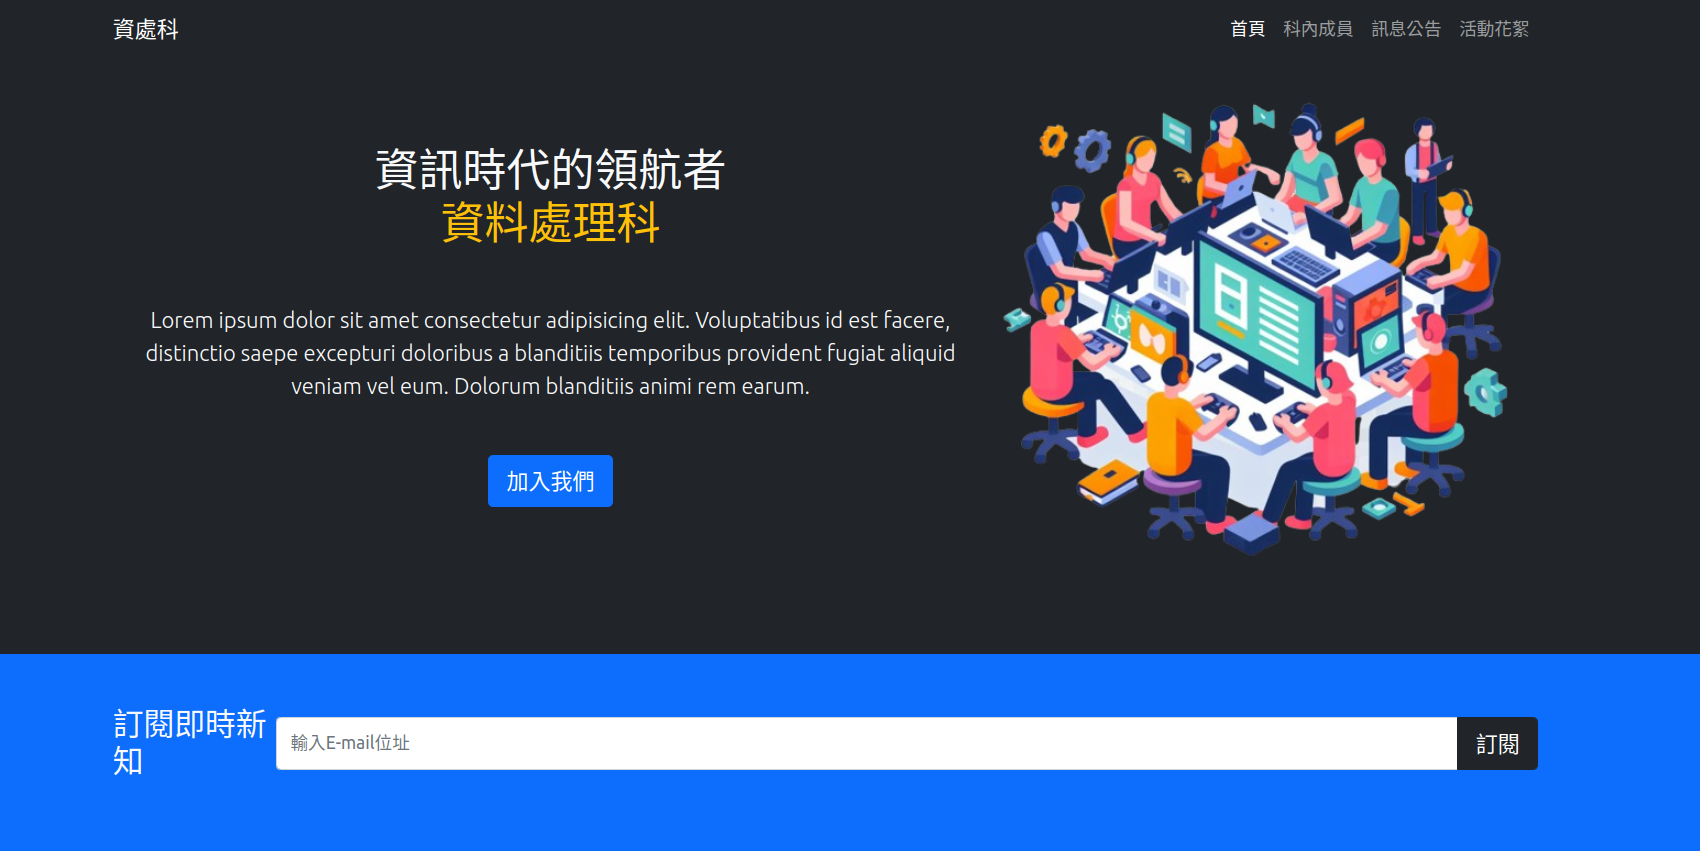 資處科
首頁 科內成員 訊息公告 活動花絮
資訊時代的領航者
資料處理科
Lorem ipsum dolor sit amet consectetur adipisicing elit. Voluptatibus id est facere,
distinctio saepe excepturi doloribus a blanditiis temporibus provident fugiat aliquid
veniam vel eum. Dolorum blanditiis animi rem earum.
加入我們
訂閱即時新
知
輸入E-mail位址
訂閱